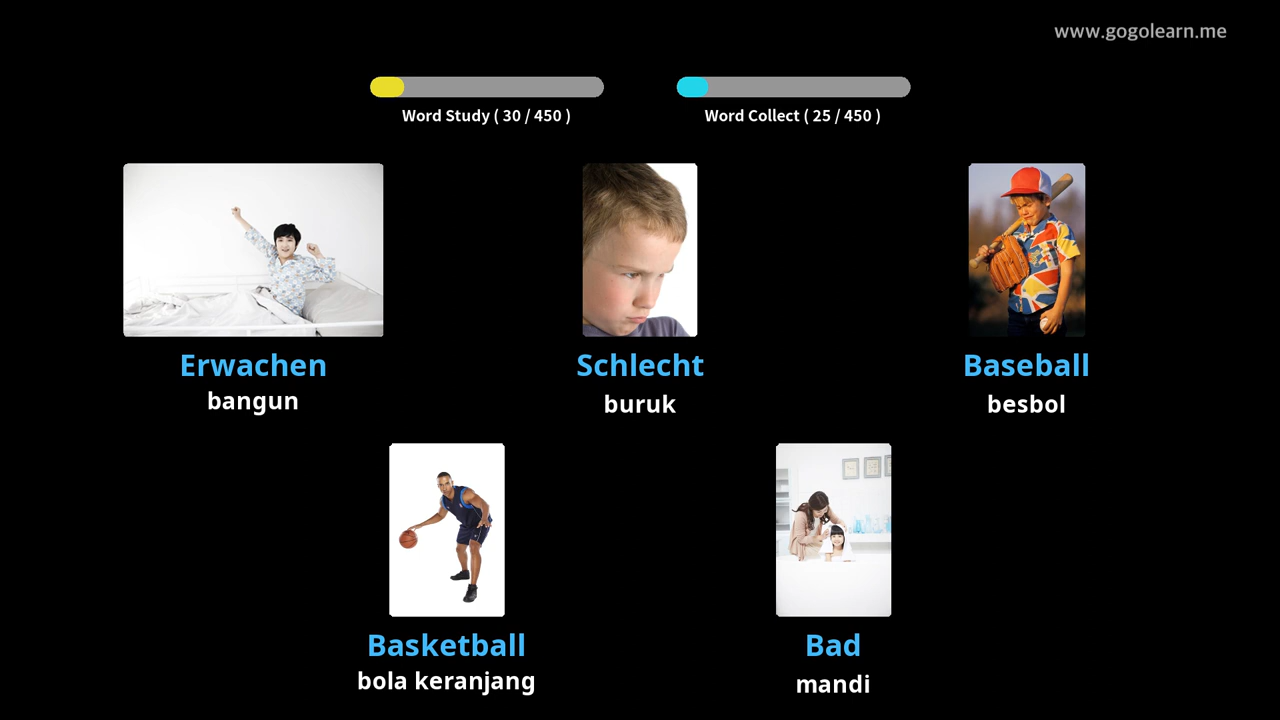 www.gogolearn.me
Word Study ( 30 / 450 )
Word Collect ( 25 / 450 )
Erwachen
bangun
Schlecht
buruk
Baseball
besbol
Basketball
bola keranjang
Bad
mandi